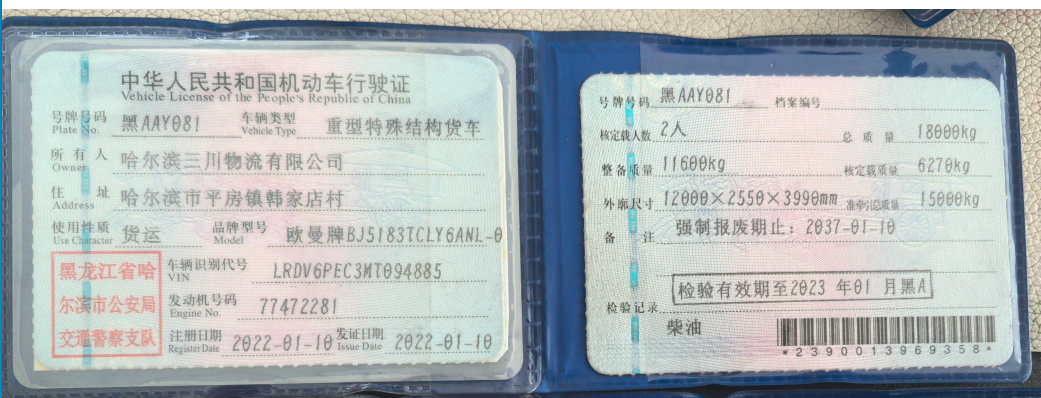 中华人民共和国机动车行驶证
Vehicle License of the People's Republic of China
号牌号码 黑AAY081 车辆类型 重型特殊结构货车
Plate No. Vehicle Type
所有人 哈尔滨三川物流有限公司
Owner
住址 哈尔滨市平房镇韩家店村
Address
使用性质 货运 品牌型号 欧曼牌BJ5183TCLY6ANL-0
Use Character Model
黑龙江省哈
尔滨市公安局
交通警察支队
车辆识别代号 LRDV6PEC3MT094885
VIN
发动机号码 77472281
Engine No.
注册日期 2022-01-10 发证日期 2022-01-10
Register Date Issue Date
号牌号码 黑AAY081 档案编号
核定载人数 2人 总质量 18000kg
整备质量 11600kg 核定载质量 6270kg
外廓尺寸 12000×2550×3990mm 准牵引总质量 15000kg
备注 强制报废期止：2037-01-10
检验有效期至2023 年01 月黑A
检验记录
柴油
*2390013969358*